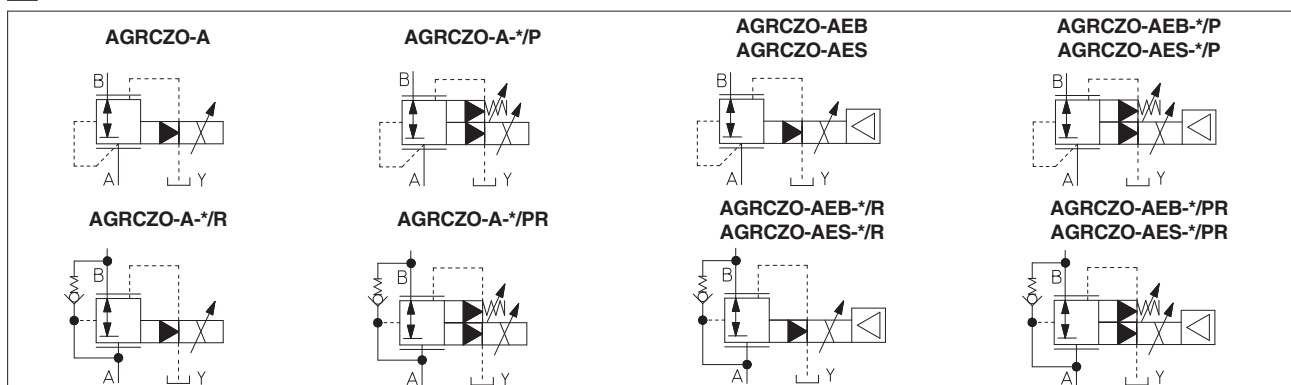 AGRCZO-A
AGRCZO-A-*/P
AGRCZO-AEB
AGRCZO-AES
AGRCZO-AEB-*/P
AGRCZO-AES-*/P
B
A
Y
B
A
Y
B
A
Y
B
A
Y
AGRCZO-A-*/R
AGRCZO-A-*/PR
AGRCZO-AEB-*/R
AGRCZO-AES-*/R
AGRCZO-AEB-*/PR
AGRCZO-AES-*/PR
B
A
Y
B
A
Y
B
A
Y
B
A
Y